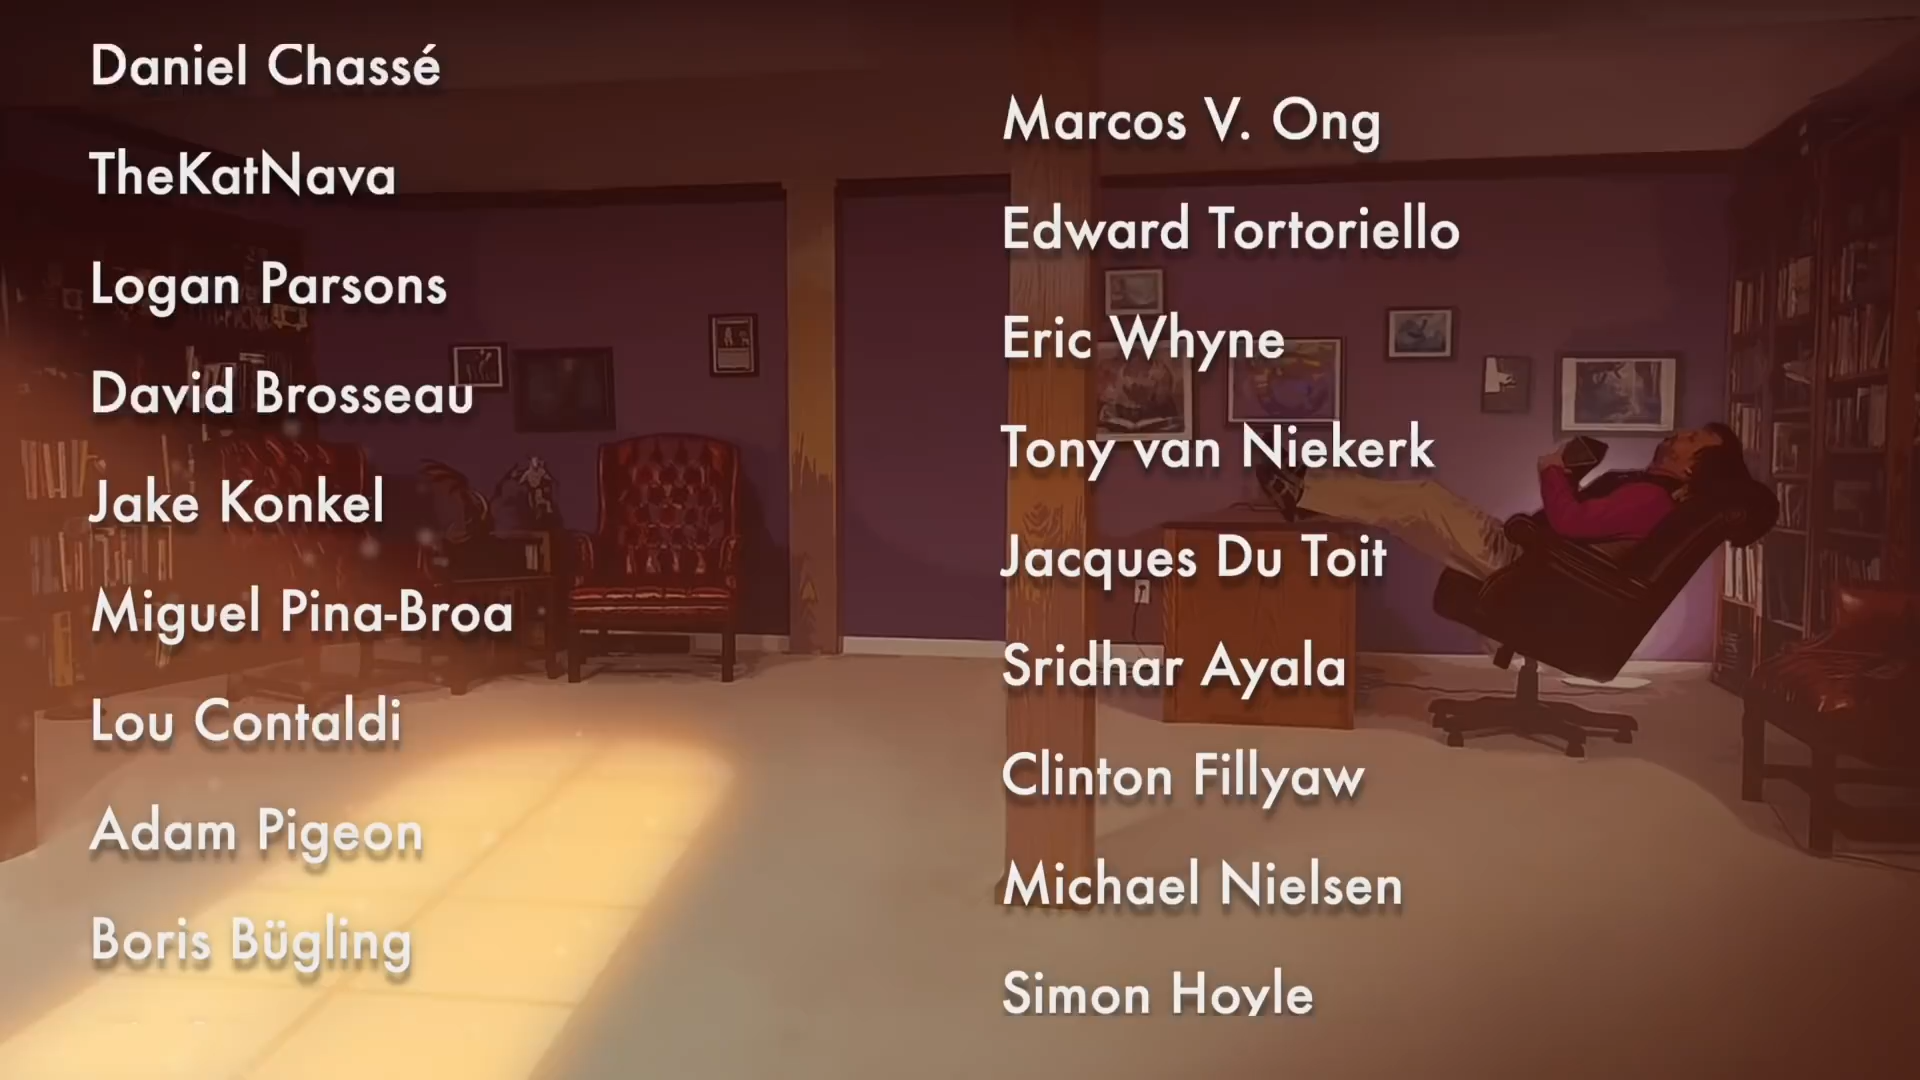 Daniel Chassé
TheKatNava
Logan Parsons
David Brosseau
Jake Konkel
Miguel Pina-Broa
Lou Contaldi
Adam Pigeon
Boris Bügling
Marcos V. Ong
Edward Tortoriello
Eric Whyne
Tony van Niekerk
Jacques Du Toit
Sridhar Ayala
Clinton Fillyaw
Michael Nielsen
Simon Hoyle